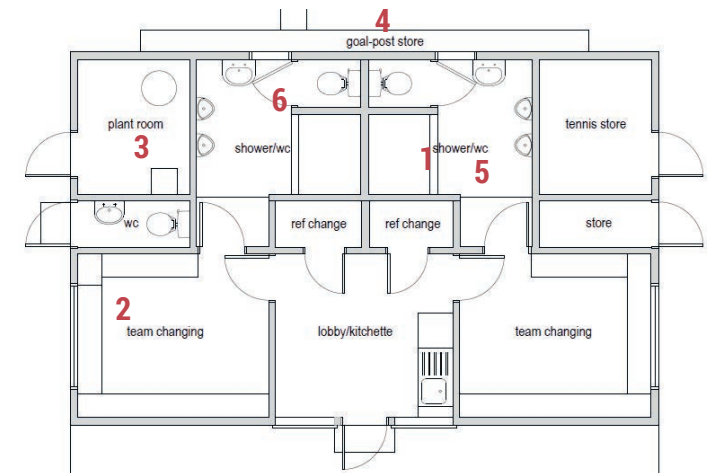 4
goal-post store
6
plant room
3
shower/wc
1
shower/wc
5
tennis store
wc
ref change
ref change
store
2
team changing
lobby/kitchette
team changing